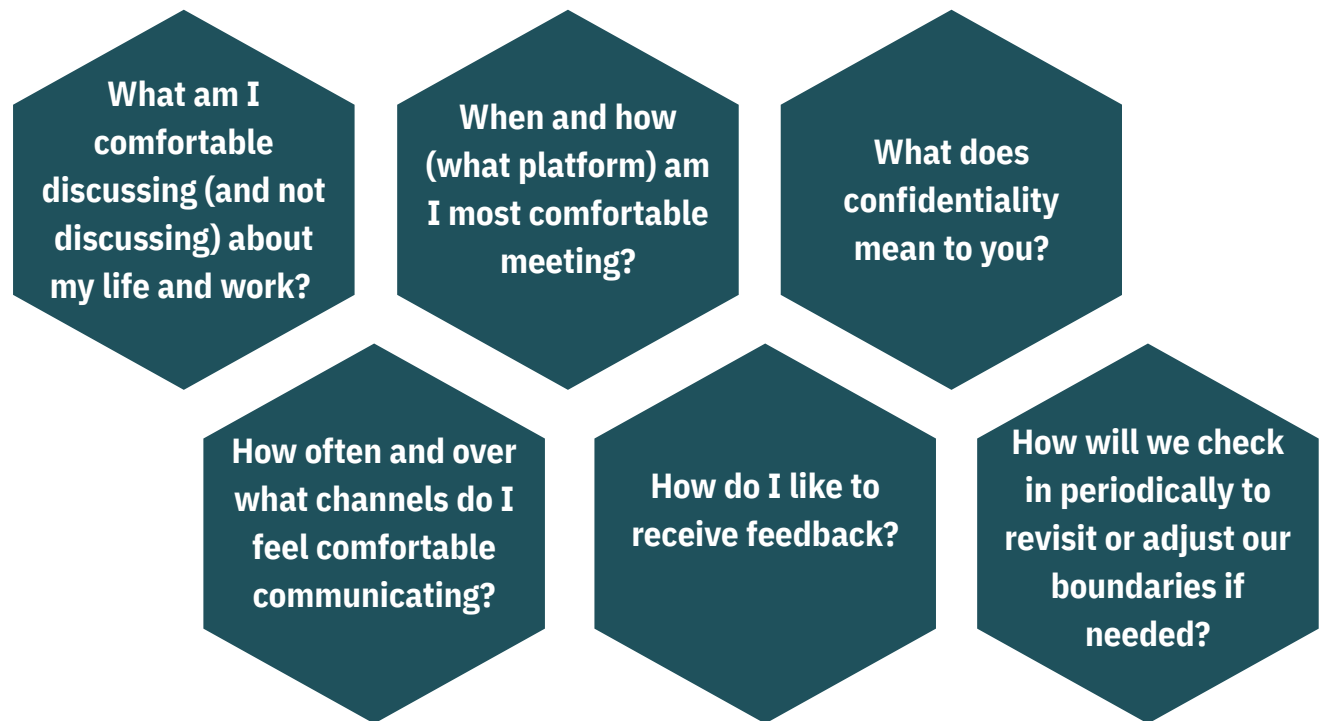 What am I
comfortable
discussing (and not
discussing) about
my life and work?
When and how
(what platform) am
I most comfortable
meeting?
What does
confidentiality
mean to you?
How often and over
what channels do I
feel comfortable
communicating?
How do I like to
receive feedback?
How will we check
in periodically to
revisit or adjust our
boundaries if
needed?